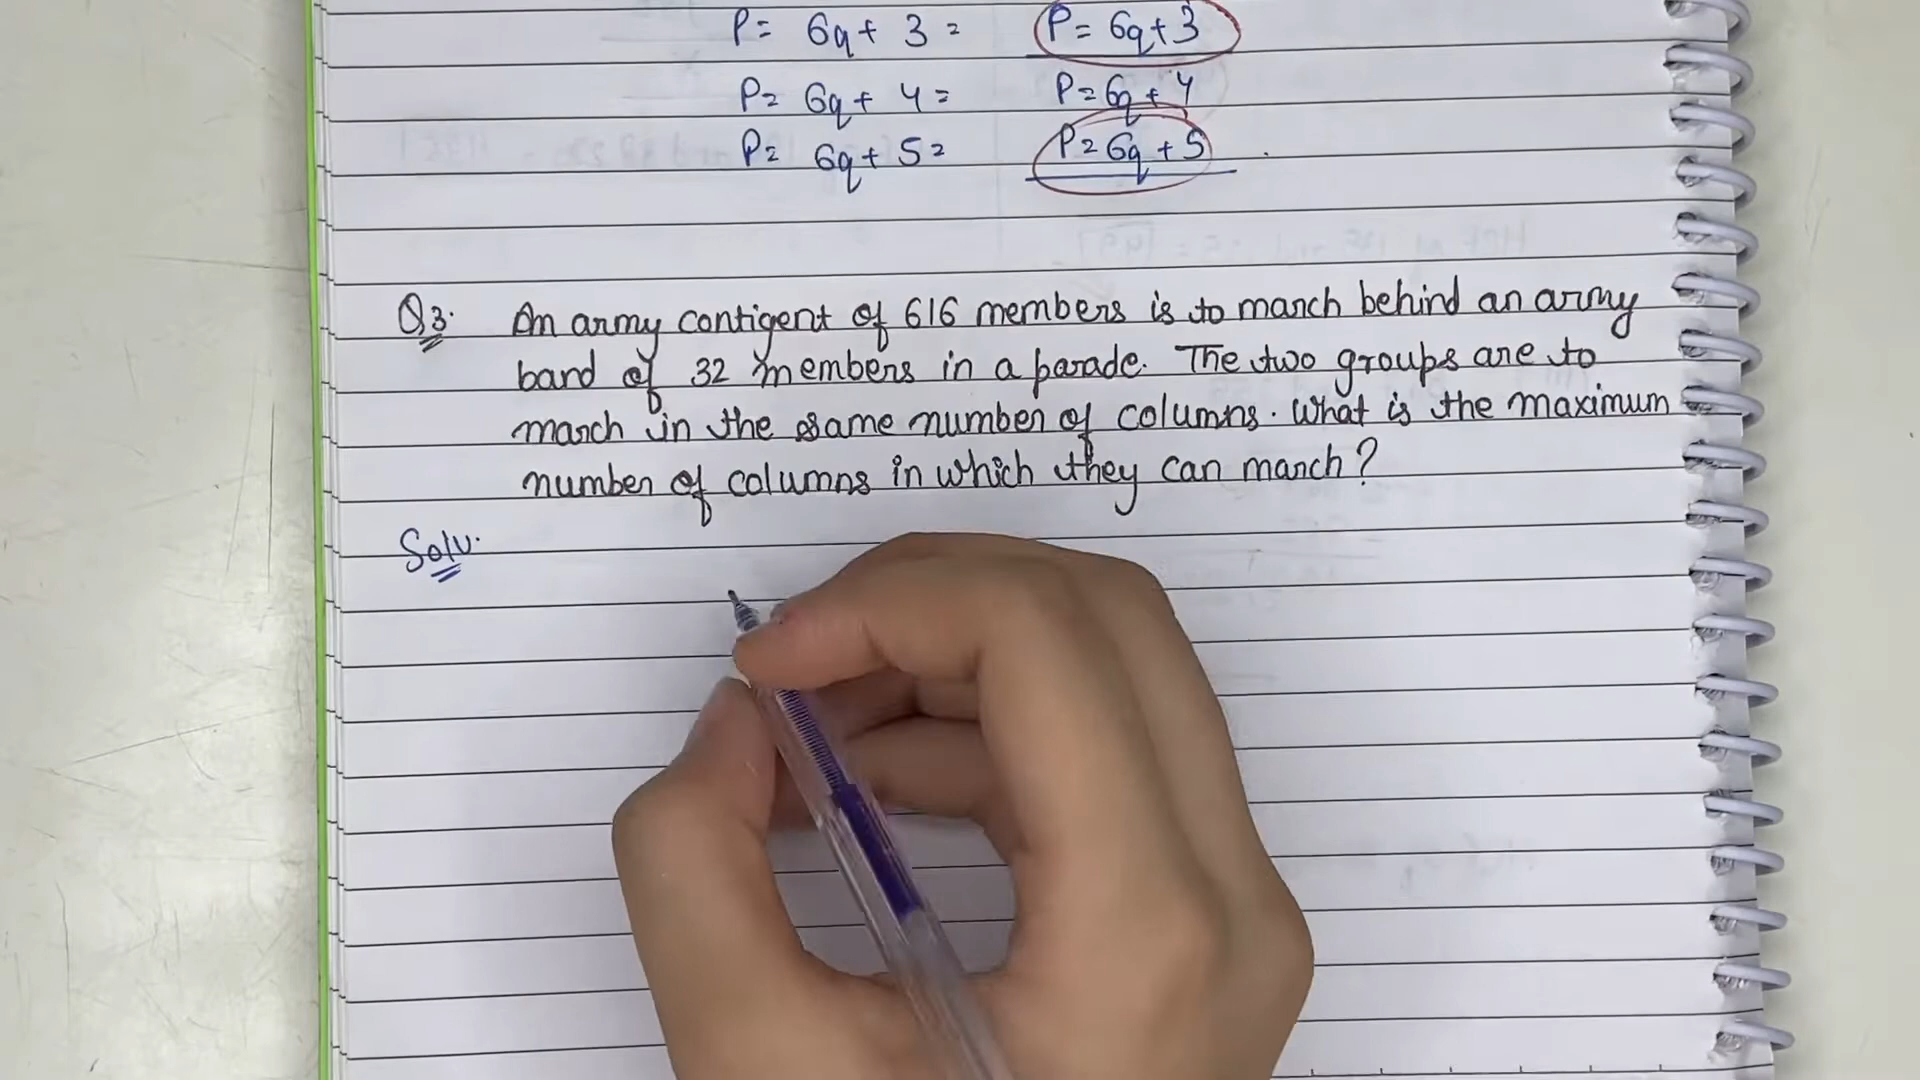 P= 6q+ 3 = P= 6q+3
P= 6q+ 4 = P=6q+4
P= 6q+ 5= P=6q+5
Q3. An army contigent of 616 members is to march behind an army
band of 32 members in a parade. The two groups are to
march in the same number of columns. What is the maximum
number of columns in which they can march?
Solu.